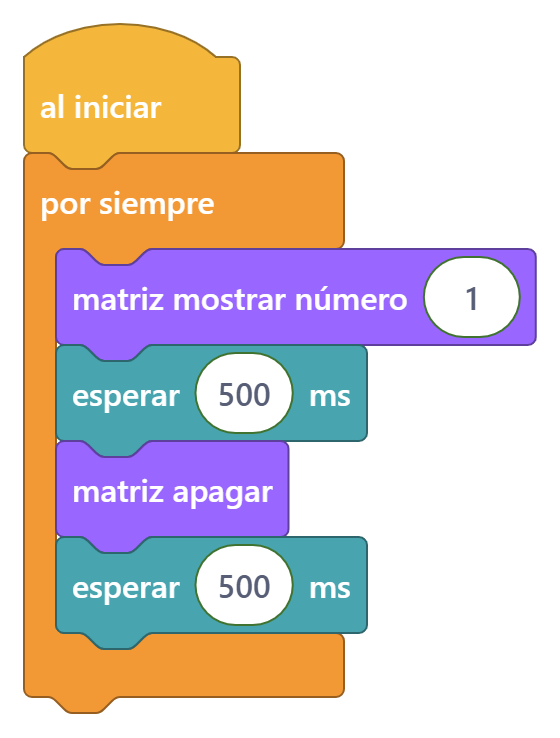 al iniciar
por siempre
matriz mostrar número 1
esperar 500 ms
matriz apagar
esperar 500 ms